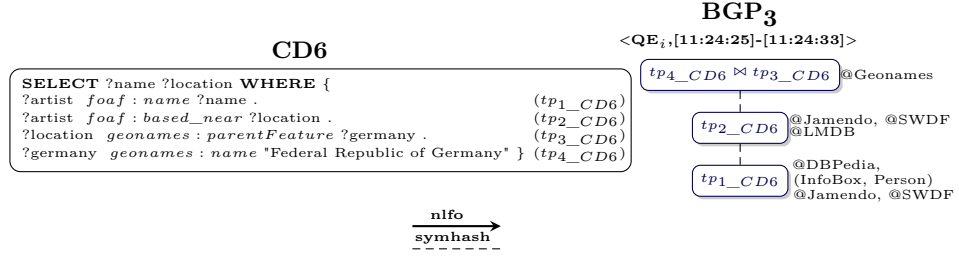 CD6
SELECT ?name ?location WHERE {
?artist foaf : name ?name . (tp1_CD6)
?artist foaf : based_near ?location . (tp2_CD6)
?location geonames : parentFeature ?germany . (tp3_CD6)
?germany geonames : name "Federal Republic of Germany" } (tp4_CD6)
nlfo
symhash
BGP3
<QEi,[11:24:25]-[11:24:33]>
tp4_CD6 ⋈ tp3_CD6 @Geonames
tp2_CD6 @Jamendo, @SWDF
@LMDB
tp1_CD6 @DBPedia,
(InfoBox, Person)
@Jamendo, @SWDF